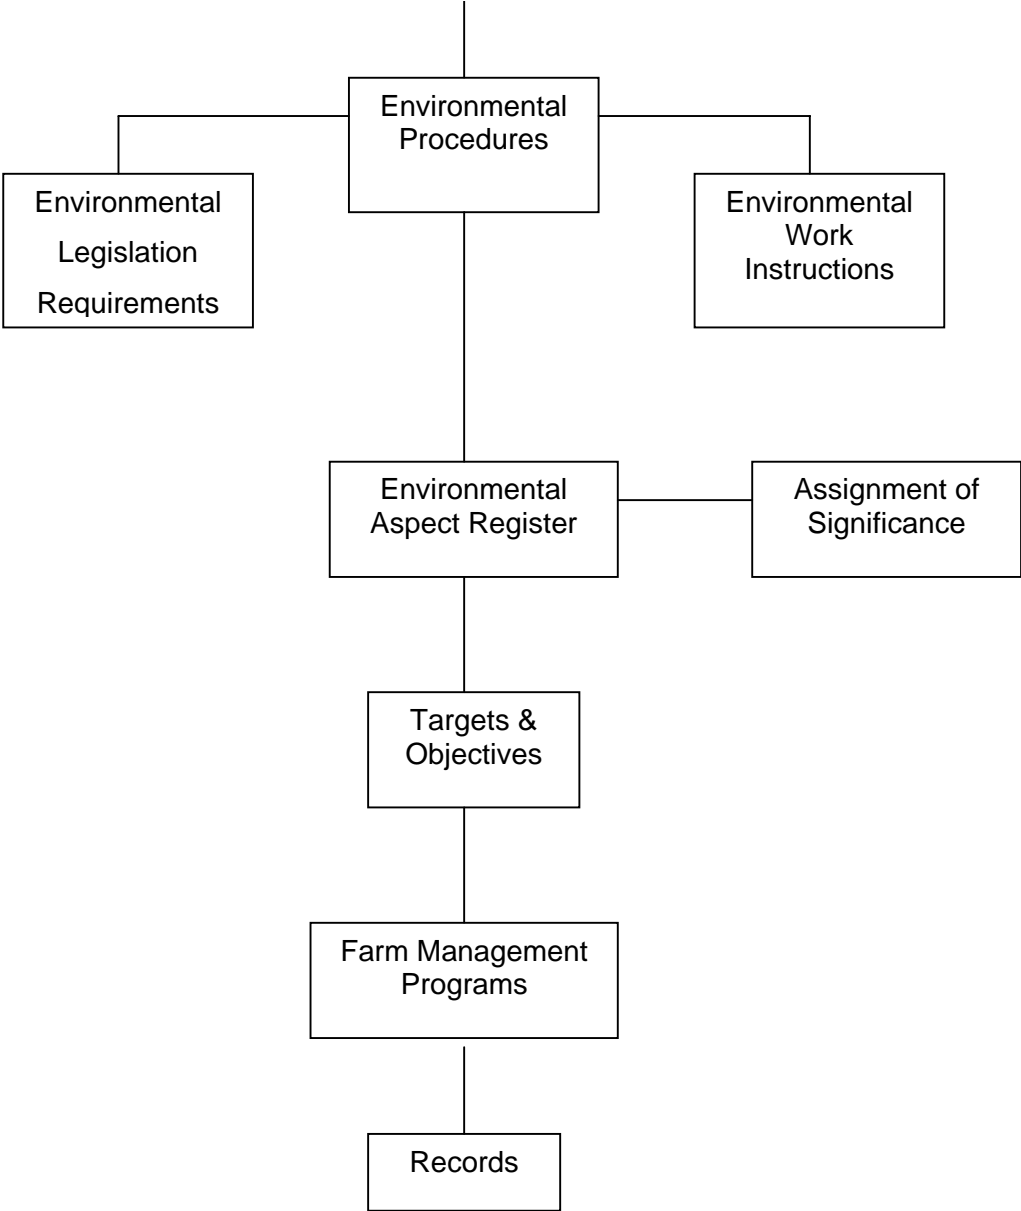 Environmental
Procedures
Environmental
Legislation
Requirements
Environmental
Work
Instructions
Environmental
Aspect Register
Assignment of
Significance
Targets &
Objectives
Farm Management
Programs
Records